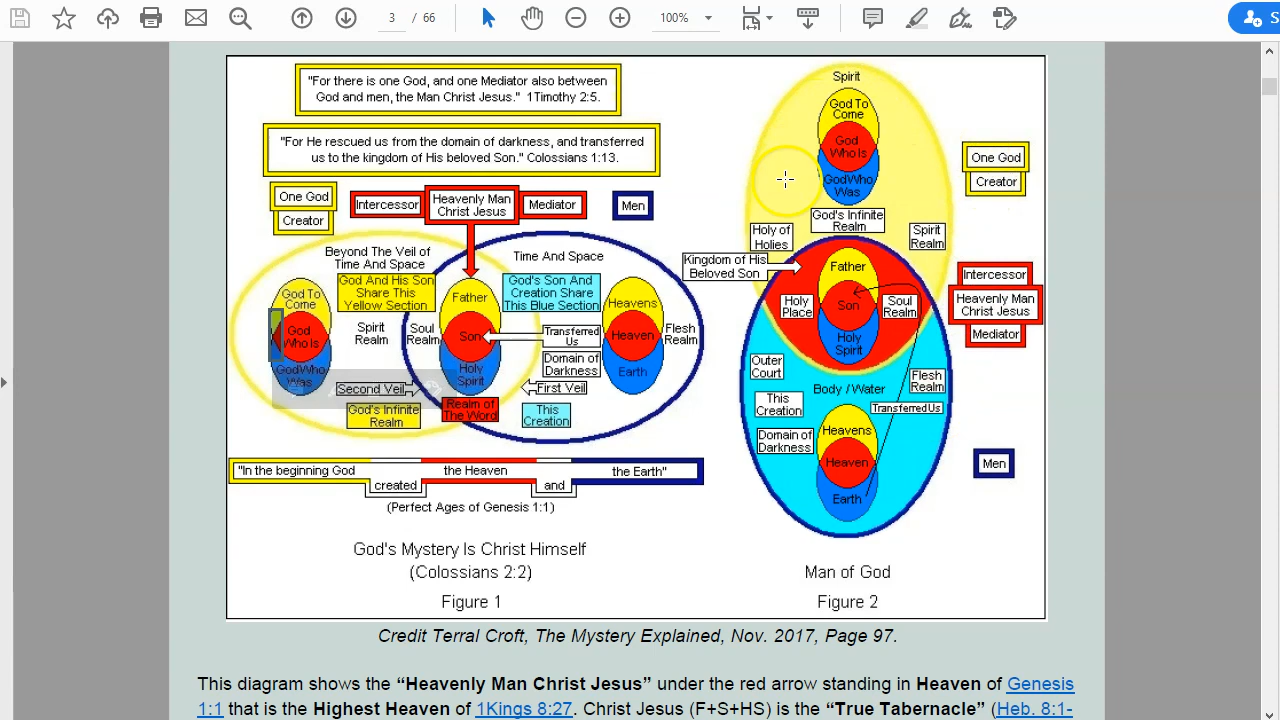 3 / 66
100%
S
"For there is one God, and one Mediator also between
God and men, the Man Christ Jesus." 1Timothy 2:5.
"For He rescued us from the domain of darkness, and transferred
us to the kingdom of His beloved Son." Colossians 1:13.
One God
Creator
Intercessor
Heavenly Man
Christ Jesus
Mediator
Men
Beyond The Veil of
Time And Space
God And His Son
Share This
Yellow Section
Time And Space
God's Son And
Creation Share
This Blue Section
God To
Come
God
Who Is
God Who
Was
Spirit
Realm
Soul
Realm
Father
Son
Holy
Spirit
Transferred
Us
Domain of
Darkness
Heavens
Heaven
Earth
Flesh
Realm
Second Veil
First Veil
God's Infinite
Realm
Realm of
The Word
This
Creation
"In the beginning God
created
the Heaven
and
the Earth"
(Perfect Ages of Genesis 1:1)
God's Mystery Is Christ Himself
(Colossians 2:2)
Figure 1
Spirit
God To
Come
God
Who Is
God Who
Was
God's Infinite
Realm
Holy of
Holies
Spirit
Realm
Kingdom of His
Beloved Son
One God
Creator
Father
Son
Holy
Spirit
Holy
Place
Soul
Realm
Intercessor
Heavenly Man
Christ Jesus
Mediator
Outer
Court
Body / Water
Flesh
Realm
This
Creation
Transferred Us
Domain of
Darkness
Heavens
Heaven
Earth
Men
Man of God
Figure 2
Credit Terral Croft, The Mystery Explained, Nov. 2017, Page 97.
This diagram shows the “Heavenly Man Christ Jesus” under the red arrow standing in Heaven of Genesis
1:1 that is the Highest Heaven of 1Kings 8:27. Christ Jesus (F+S+HS) is the “True Tabernacle” (Heb. 8:1-